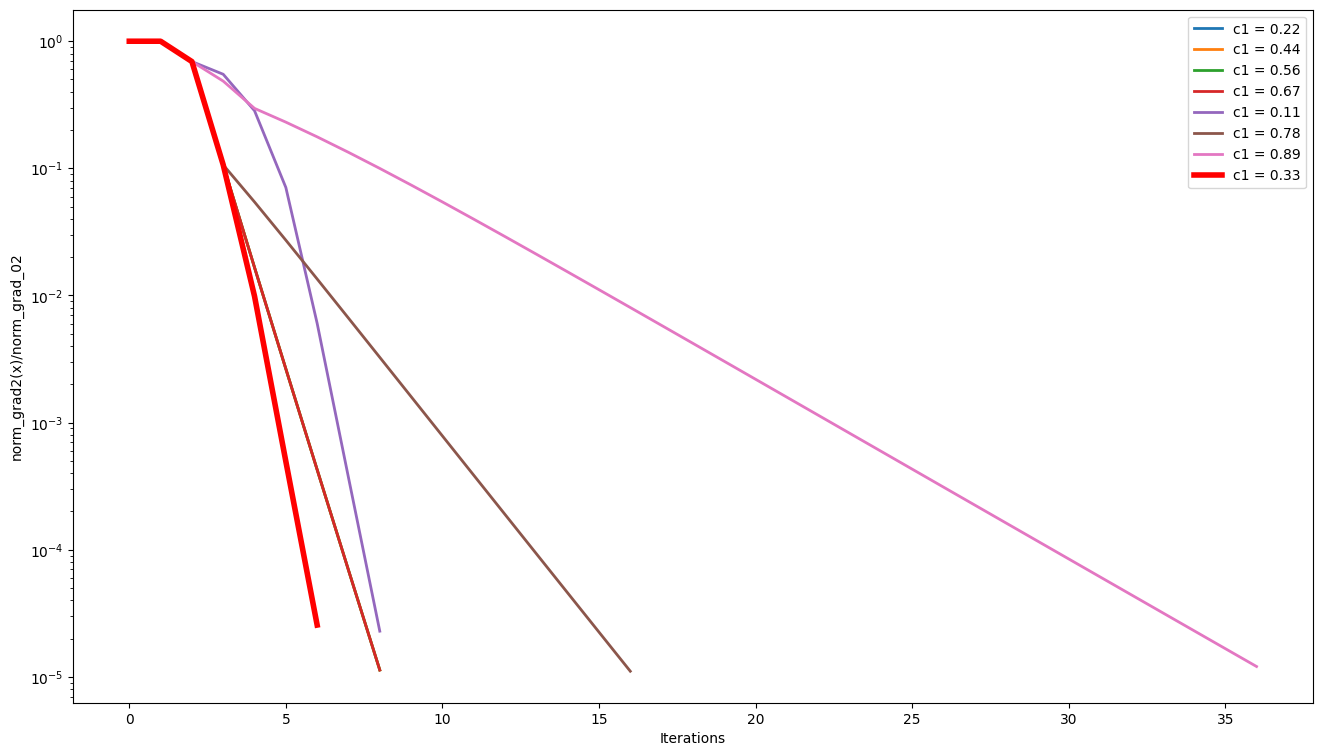 c1 = 0.22
c1 = 0.44
c1 = 0.56
c1 = 0.67
c1 = 0.11
c1 = 0.78
c1 = 0.89
c1 = 0.33
norm_grad2(x)/norm_grad_02
10⁰
10⁻¹
10⁻²
10⁻³
10⁻⁴
10⁻⁵
0 5 10 15 20 25 30 35
Iterations